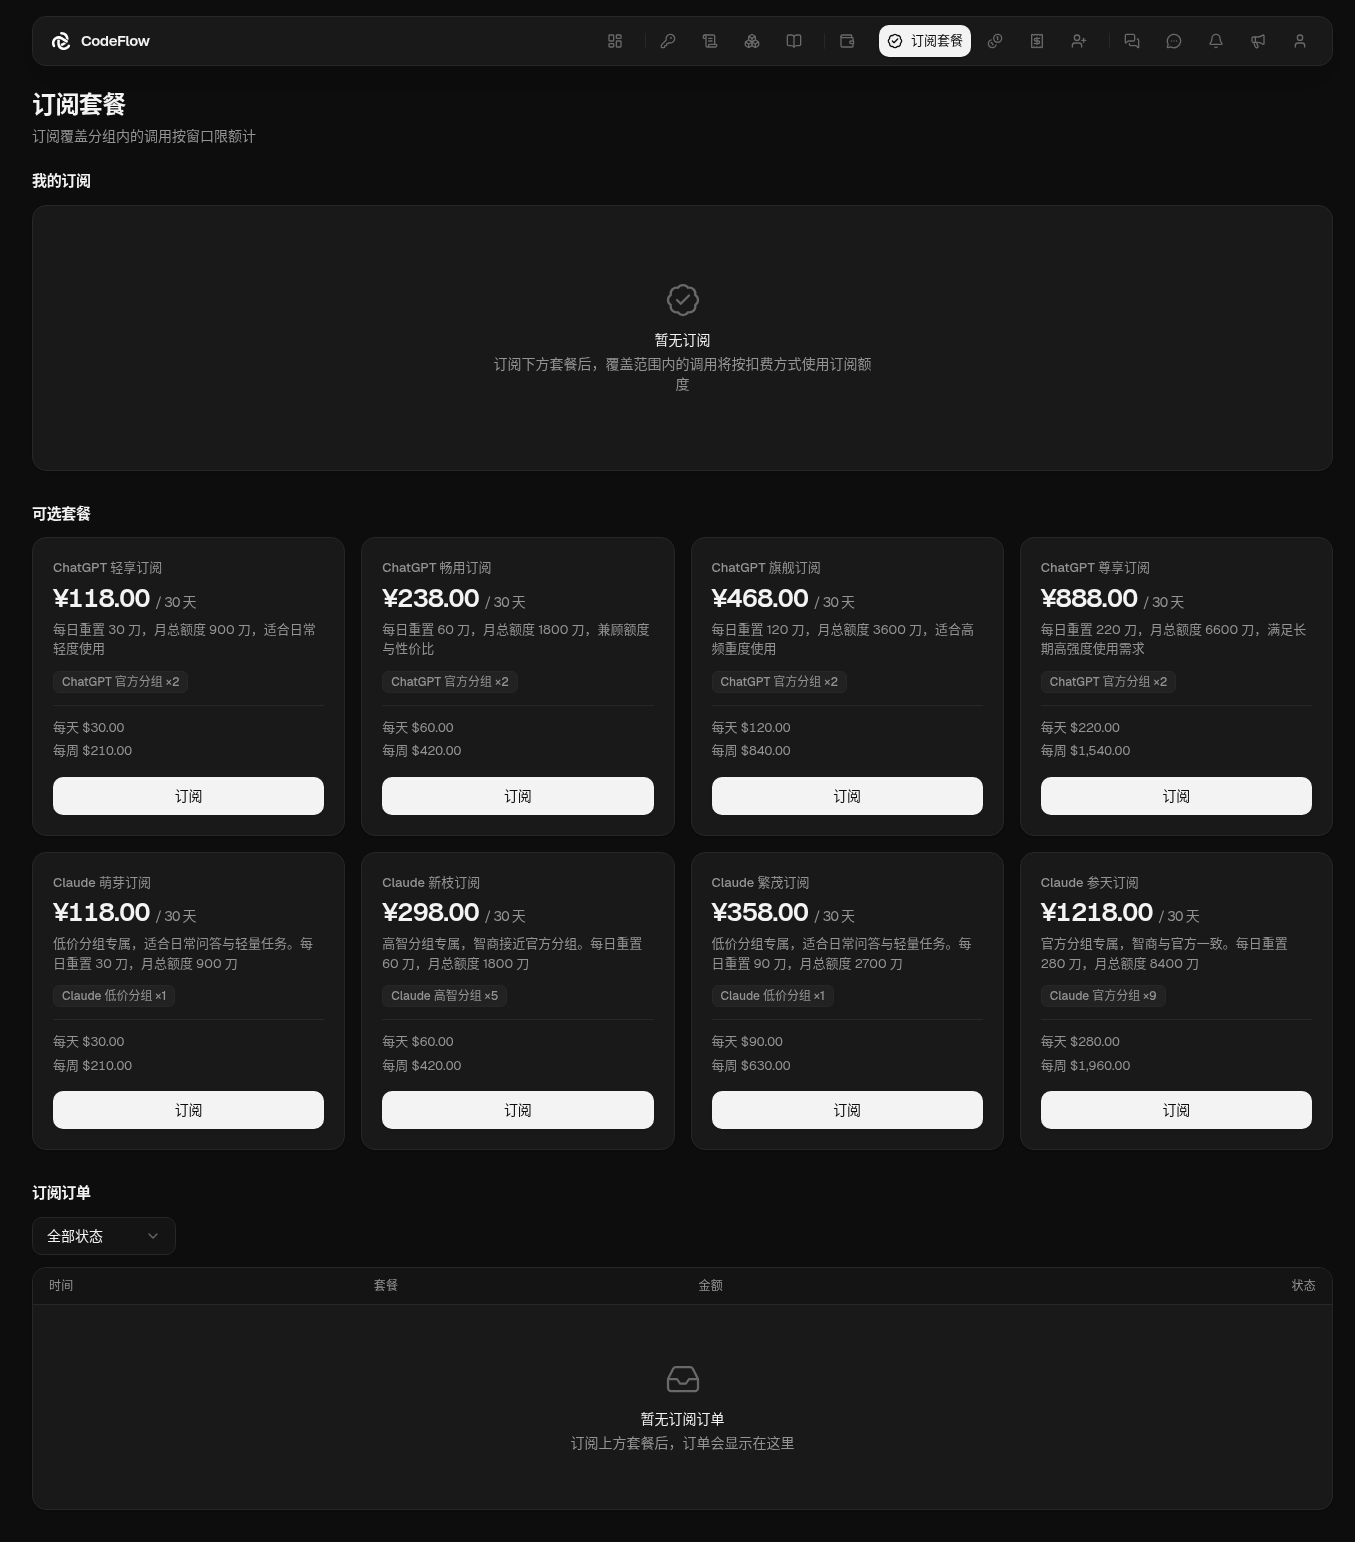 CodeFlow
订阅套餐
订阅套餐
订阅覆盖分组内的调用按窗口限额计
我的订阅
暂无订阅
订阅下方套餐后，覆盖范围内的调用将按扣费方式使用订阅额
度
可选套餐
ChatGPT 轻享订阅
¥118.00 / 30 天
每日重置 30 刀，月总额度 900 刀，适合日常
轻度使用
ChatGPT 官方分组 ×2
每天 $30.00
每周 $210.00
订阅
ChatGPT 畅用订阅
¥238.00 / 30 天
每日重置 60 刀，月总额度 1800 刀，兼顾额度
与性价比
ChatGPT 官方分组 ×2
每天 $60.00
每周 $420.00
订阅
ChatGPT 旗舰订阅
¥468.00 / 30 天
每日重置 120 刀，月总额度 3600 刀，适合高
频重度使用
ChatGPT 官方分组 ×2
每天 $120.00
每周 $840.00
订阅
ChatGPT 尊享订阅
¥888.00 / 30 天
每日重置 220 刀，月总额度 6600 刀，满足长
期高强度使用需求
ChatGPT 官方分组 ×2
每天 $220.00
每周 $1,540.00
订阅
Claude 萌芽订阅
¥118.00 / 30 天
低价分组专属，适合日常问答与轻量任务。每
日重置 30 刀，月总额度 900 刀
Claude 低价分组 ×1
每天 $30.00
每周 $210.00
订阅
Claude 新枝订阅
¥298.00 / 30 天
高智分组专属，智商接近官方分组。每日重置
60 刀，月总额度 1800 刀
Claude 高智分组 ×5
每天 $60.00
每周 $420.00
订阅
Claude 繁茂订阅
¥358.00 / 30 天
低价分组专属，适合日常问答与轻量任务。每
日重置 90 刀，月总额度 2700 刀
Claude 低价分组 ×1
每天 $90.00
每周 $630.00
订阅
Claude 参天订阅
¥1218.00 / 30 天
官方分组专属，智商与官方一致。每日重置
280 刀，月总额度 8400 刀
Claude 官方分组 ×9
每天 $280.00
每周 $1,960.00
订阅
订阅订单
全部状态
时间 套餐 金额 状态
暂无订阅订单
订阅上方套餐后，订单会显示在这里